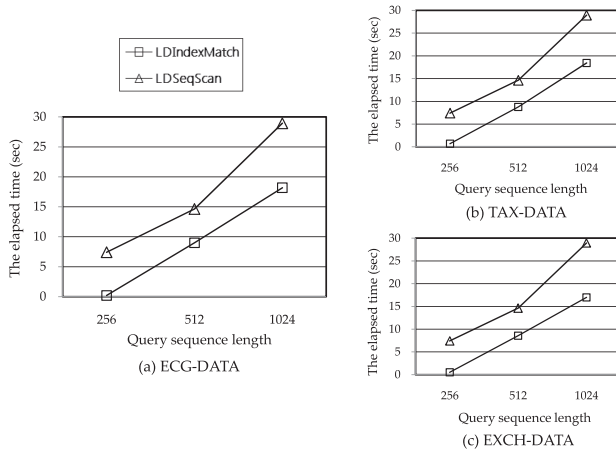 LDIndexMatch
LDSeqScan
The elapsed time (sec)
30
25
20
15
10
5
0
256 512 1024
Query sequence length
(a) ECG-DATA
The elapsed time (sec)
30
25
20
15
10
5
0
256 512 1024
Query sequence length
(b) TAX-DATA
The elapsed time (sec)
30
25
20
15
10
5
0
256 512 1024
Query sequence length
(c) EXCH-DATA